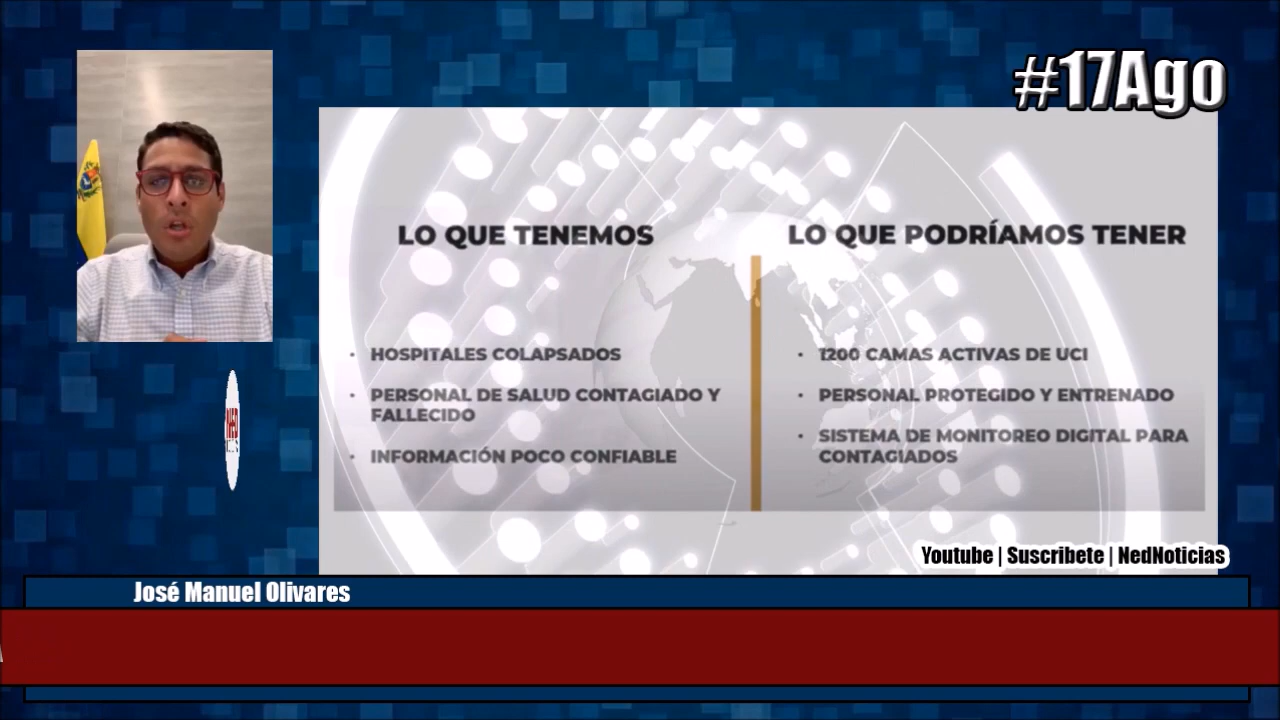 #17Ago
LO QUE TENEMOS
HOSPITALES COLAPSADOS
PERSONAL DE SALUD CONTAGIADO Y
FALLECIDO
INFORMACIÓN POCO CONFIABLE
LO QUE PODRÍAMOS TENER
1200 CAMAS ACTIVAS DE UCI
PERSONAL PROTEGIDO Y ENTRENADO
SISTEMA DE MONITOREO DIGITAL PARA
CONTAGIADOS
Youtube | Suscribete | NedNoticias
José Manuel Olivares